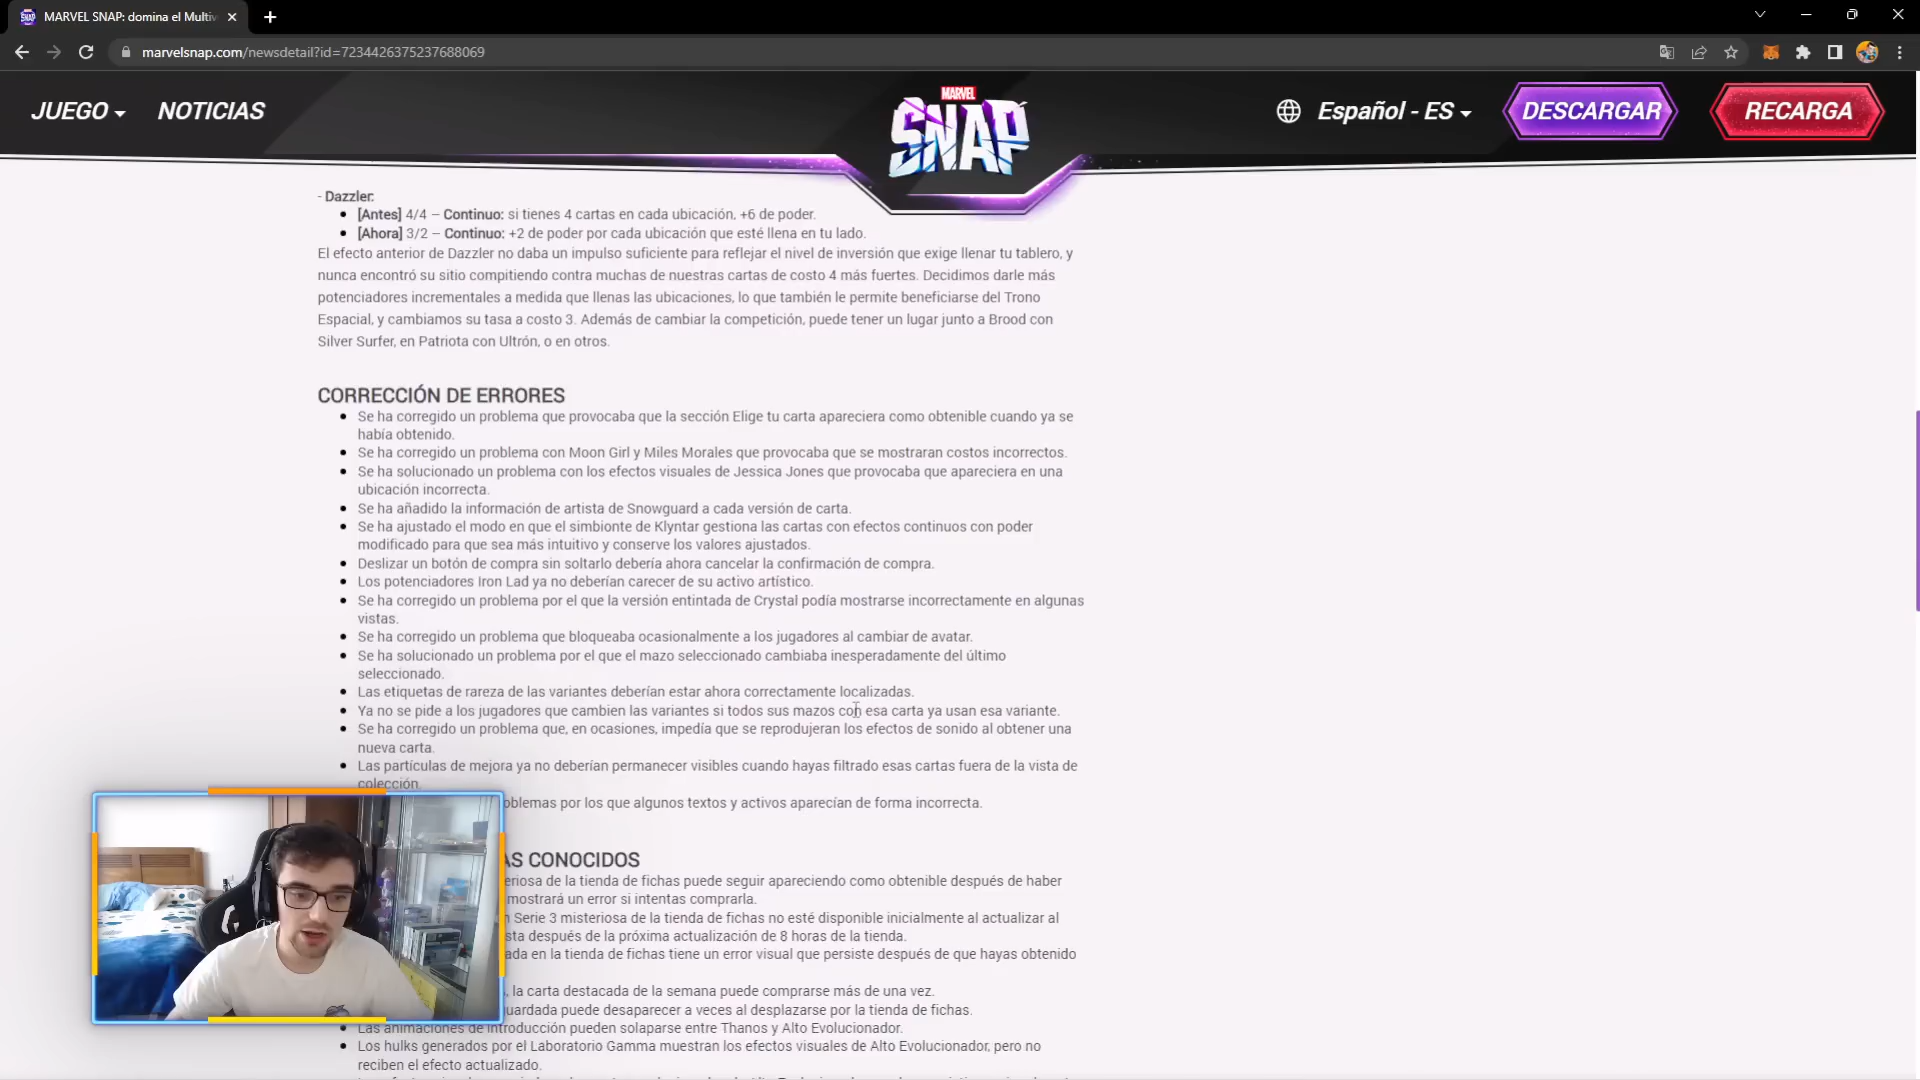 MARVEL SNAP: domina el Multiv
marvelsnap.com/newsdetail?id=7234426375237688069
JUEGO
NOTICIAS
MARVEL
SNAP
Español - ES
DESCARGAR
RECARGA
- Dazzler:
[Antes] 4/4 – Continuo: si tienes 4 cartas en cada ubicación, +6 de poder.
[Ahora] 3/2 – Continuo: +2 de poder por cada ubicación que esté llena en tu lado.
El efecto anterior de Dazzler no daba un impulso suficiente para reflejar el nivel de inversión que exige llenar tu tablero, y
nunca encontró su sitio compitiendo contra muchas de nuestras cartas de costo 4 más fuertes. Decidimos darle más
potenciadores incrementales a medida que llenas las ubicaciones, lo que también le permite beneficiarse del Trono
Espacial, y cambiamos su tasa a costo 3. Además de cambiar la competición, puede tener un lugar junto a Brood con
Silver Surfer, en Patriota con Ultrón, o en otros.
CORRECCIÓN DE ERRORES
Se ha corregido un problema que provocaba que la sección Elige tu carta apareciera como obtenible cuando ya se
había obtenido.
Se ha corregido un problema con Moon Girl y Miles Morales que provocaba que se mostraran costos incorrectos.
Se ha solucionado un problema con los efectos visuales de Jessica Jones que provocaba que apareciera en una
ubicación incorrecta.
Se ha añadido la información de artista de Snowguard a cada versión de carta.
Se ha ajustado el modo en que el simbionte de Klyntar gestiona las cartas con efectos continuos con poder
modificado para que sea más intuitivo y conserve los valores ajustados.
Deslizar un botón de compra sin soltarlo debería ahora cancelar la confirmación de compra.
Los potenciadores Iron Lad ya no deberían carecer de su activo artístico.
Se ha corregido un problema por el que la versión entintada de Crystal podía mostrarse incorrectamente en algunas
vistas.
Se ha corregido un problema que bloqueaba ocasionalmente a los jugadores al cambiar de avatar.
Se ha solucionado un problema por el que el mazo seleccionado cambiaba inesperadamente del último
seleccionado.
Las etiquetas de rareza de las variantes deberían estar ahora correctamente localizadas.
Ya no se pide a los jugadores que cambien las variantes si todos sus mazos con esa carta ya usan esa variante.
Se ha corregido un problema que, en ocasiones, impedía que se reprodujeran los efectos de sonido al obtener una
nueva carta.
Las partículas de mejora ya no deberían permanecer visibles cuando hayas filtrado esas cartas fuera de la vista de
colección.
oblemas por los que algunos textos y activos aparecían de forma incorrecta.
AS CONOCIDOS
eriosa de la tienda de fichas puede seguir apareciendo como obtenible después de haber
mostrará un error si intentas comprarla.
n Serie 3 misteriosa de la tienda de fichas no esté disponible inicialmente al actualizar al
sta después de la próxima actualización de 8 horas de la tienda.
ada en la tienda de fichas tiene un error visual que persiste después de que hayas obtenido
, la carta destacada de la semana puede comprarse más de una vez.
uardada puede desaparecer a veces al desplazarse por la tienda de fichas.
Las animaciones de introducción pueden solaparse entre Thanos y Alto Evolucionador.
Los hulks generados por el Laboratorio Gamma muestran los efectos visuales de Alto Evolucionador, pero no
reciben el efecto actualizado.